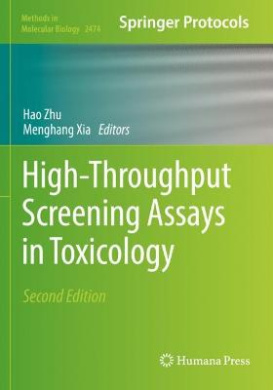 Methods in
Molecular Biology 2474
Springer Protocols
Hao Zhu
Menghang Xia Editors
High-Throughput
Screening Assays
in Toxicology
Second Edition
Humana Press